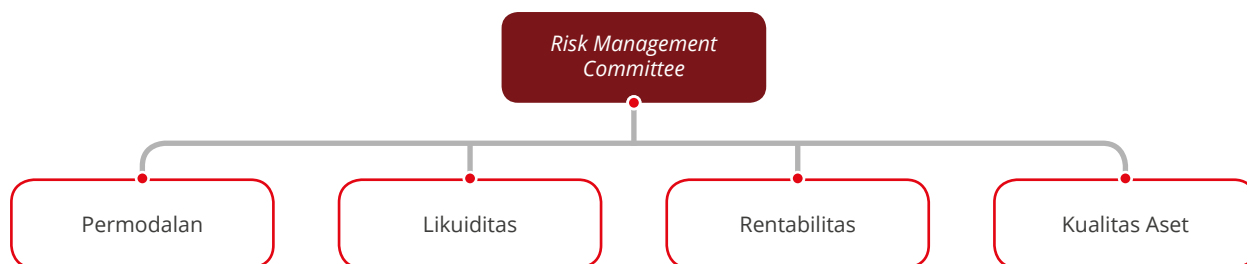 Risk Management
Committee
Permodalan
Likuiditas
Rentabilitas
Kualitas Aset